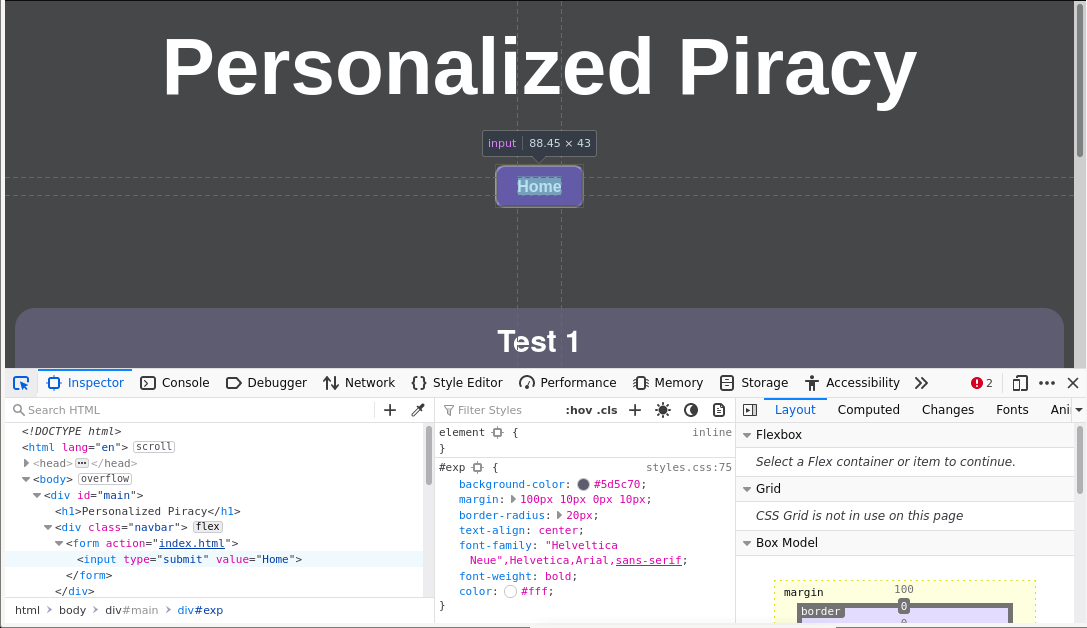 Personalized Piracy
input 88.45 × 43
Home
Test 1
Inspector Console Debugger Network Style Editor Performance Memory Storage Accessibility 2
Search HTML
<!DOCTYPE html>
<html lang="en"> scroll
<head> ··· </head>
<body> overflow
<div id="main">
<h1>Personalized Piracy</h1>
<div class="navbar"> flex
<form action="index.html">
<input type="submit" value="Home">
</form>
</div>
html > body > div#main > div#exp
Filter Styles :hov .cls
element { inline
}
#exp { styles.css:75
background-color: #5d5c70;
margin: 100px 10px 0px 10px;
border-radius: 20px;
text-align: center;
font-family: "Helveltica
Neue",Helvetica,Arial,sans-serif;
font-weight: bold;
color: #fff;
}
Layout Computed Changes Fonts Ani
Flexbox
Select a Flex container or item to continue.
Grid
CSS Grid is not in use on this page
Box Model
margin 100
border 0